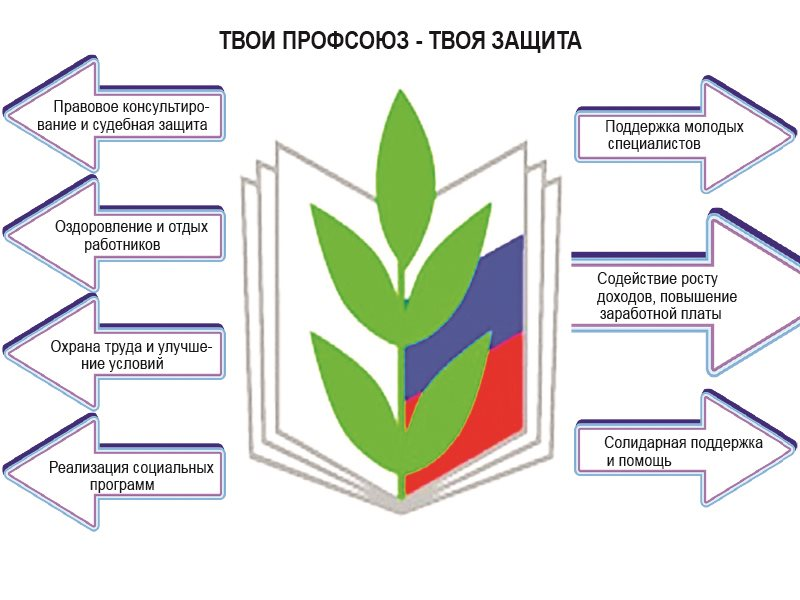 ТВОИ ПРОФСОЮЗ - ТВОЯ ЗАЩИТА
Правовое консультиро-
вание и судебная защита
Оздоровление и отдых
работников
Охрана труда и улучше-
ние условий
Реализация социальных
программ
Поддержка молодых
специалистов
Содействие росту
доходов, повышение
заработной платы
Солидарная поддержка
и помощь